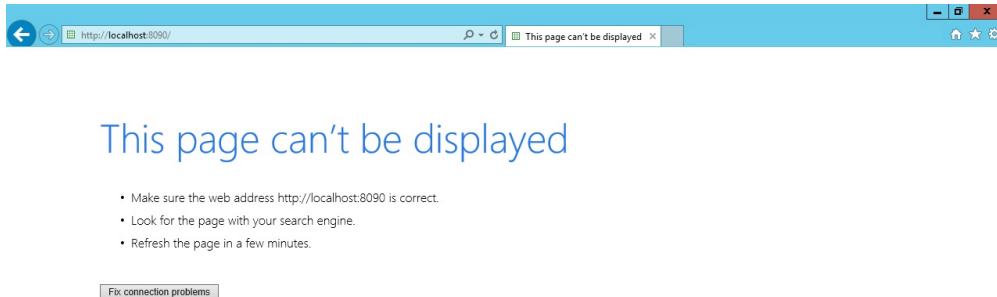 http://localhost:8090/
This page can't be displayed
This page can't be displayed
• Make sure the web address http://localhost:8090 is correct.
• Look for the page with your search engine.
• Refresh the page in a few minutes.
Fix connection problems